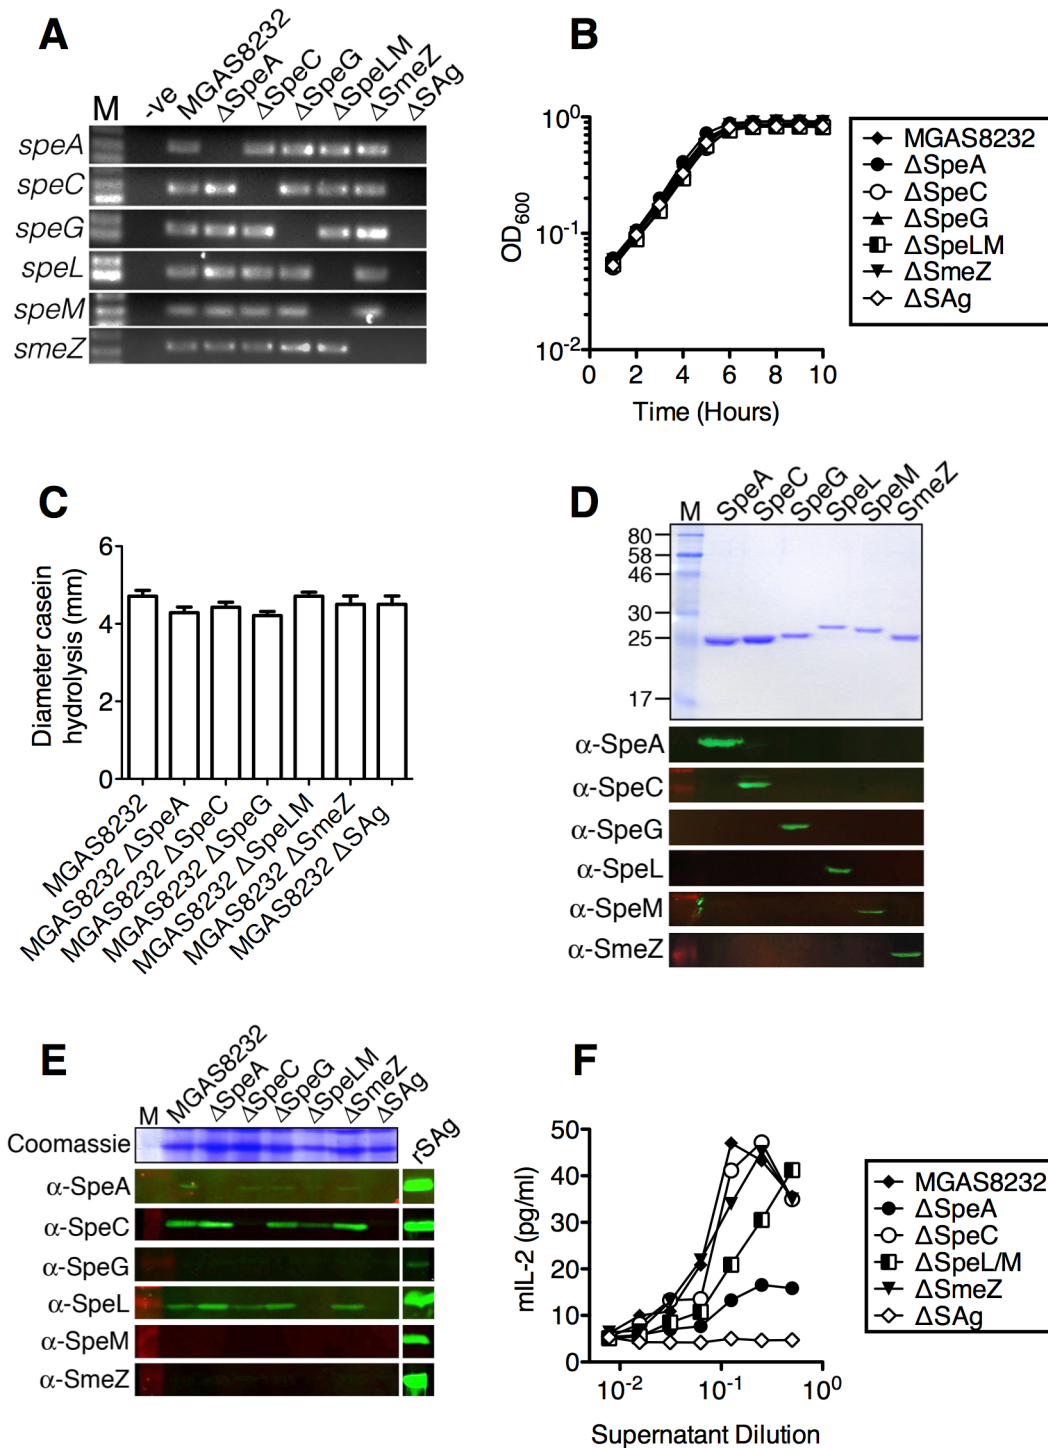 A
M
-ve
MGAS8232
ΔSpeA
ΔSpeC
ΔSpeG
ΔSpeLM
ΔSmeZ
ΔSAg
speA
speC
speG
speL
speM
smeZ
B
OD600
10^0
10^-1
10^-2
0 2 4 6 8 10
Time (Hours)
MGAS8232
ΔSpeA
ΔSpeC
ΔSpeG
ΔSpeLM
ΔSmeZ
ΔSAg
C
Diameter casein
hydrolysis (mm)
6
4
2
0
MGAS8232
MGAS8232 ΔSpeA
MGAS8232 ΔSpeC
MGAS8232 ΔSpeG
MGAS8232 ΔSpeLM
MGAS8232 ΔSmeZ
MGAS8232 ΔSAg
D
M
SpeA
SpeC
SpeG
SpeL
SpeM
SmeZ
80
58
46
30
25
17
α-SpeA
α-SpeC
α-SpeG
α-SpeL
α-SpeM
α-SmeZ
E
M
MGAS8232
ΔSpeA
ΔSpeC
ΔSpeG
ΔSpeLM
ΔSmeZ
ΔSAg
rSAg
Coomassie
α-SpeA
α-SpeC
α-SpeG
α-SpeL
α-SpeM
α-SmeZ
F
mIL-2 (pg/ml)
50
40
30
20
10
0
10^-2 10^-1 10^0
Supernatant Dilution
MGAS8232
ΔSpeA
ΔSpeC
ΔSpeL/M
ΔSmeZ
ΔSAg